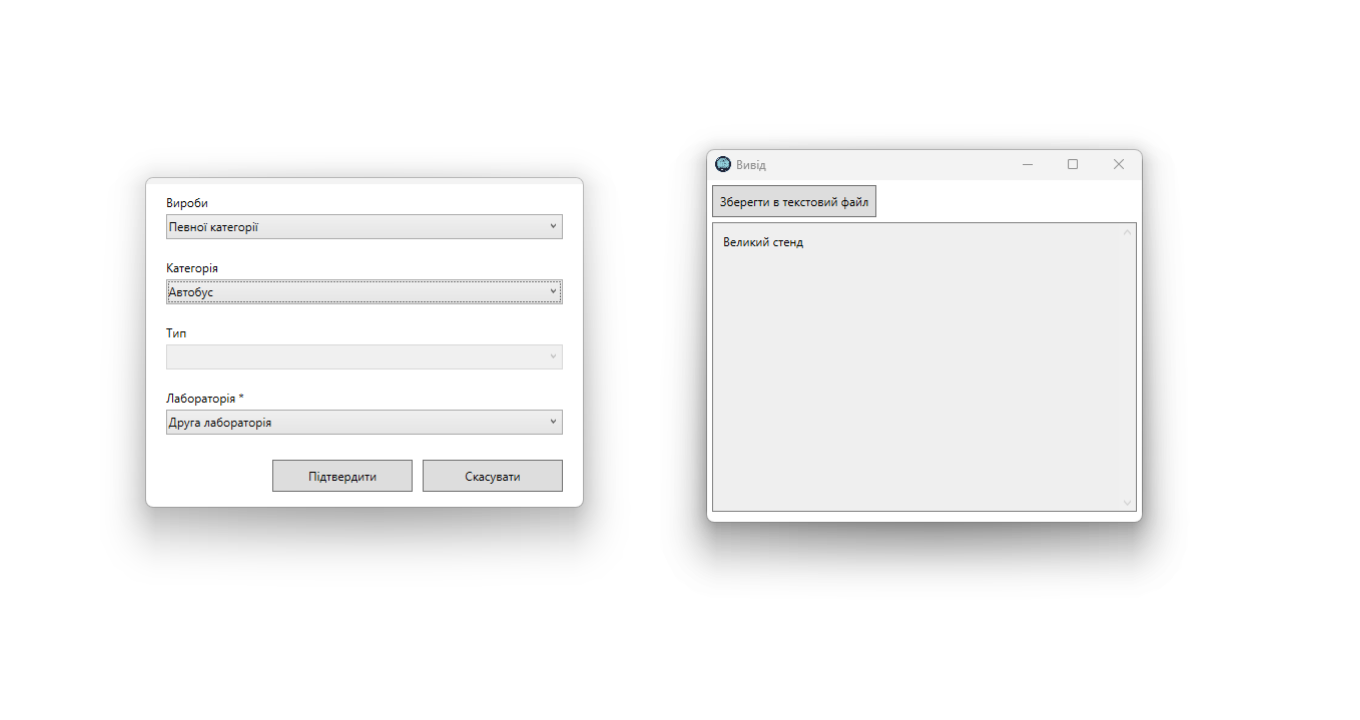 Вироби
Певної категорії
Категорія
Автобус
Тип
Лабораторія *
Друга лабораторія
Підтвердити
Скасувати
Вивід
Зберегти в текстовий файл
Великий стенд